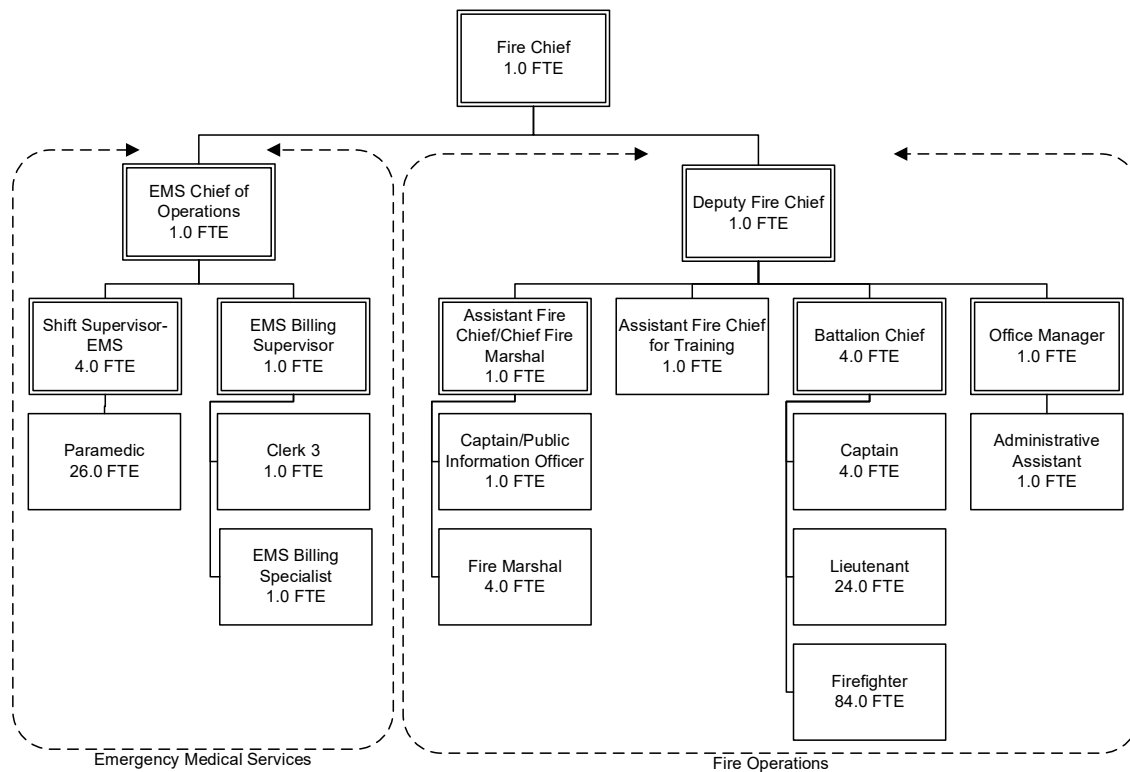 Fire Chief
1.0 FTE
EMS Chief of
Operations
1.0 FTE
Deputy Fire Chief
1.0 FTE
Shift Supervisor-
EMS
4.0 FTE
EMS Billing
Supervisor
1.0 FTE
Assistant Fire
Chief/Chief Fire
Marshal
1.0 FTE
Assistant Fire Chief
for Training
1.0 FTE
Battalion Chief
4.0 FTE
Office Manager
1.0 FTE
Paramedic
26.0 FTE
Clerk 3
1.0 FTE
Captain/Public
Information Officer
1.0 FTE
Captain
4.0 FTE
Administrative
Assistant
1.0 FTE
EMS Billing
Specialist
1.0 FTE
Fire Marshal
4.0 FTE
Lieutenant
24.0 FTE
Firefighter
84.0 FTE
Emergency Medical Services
Fire Operations